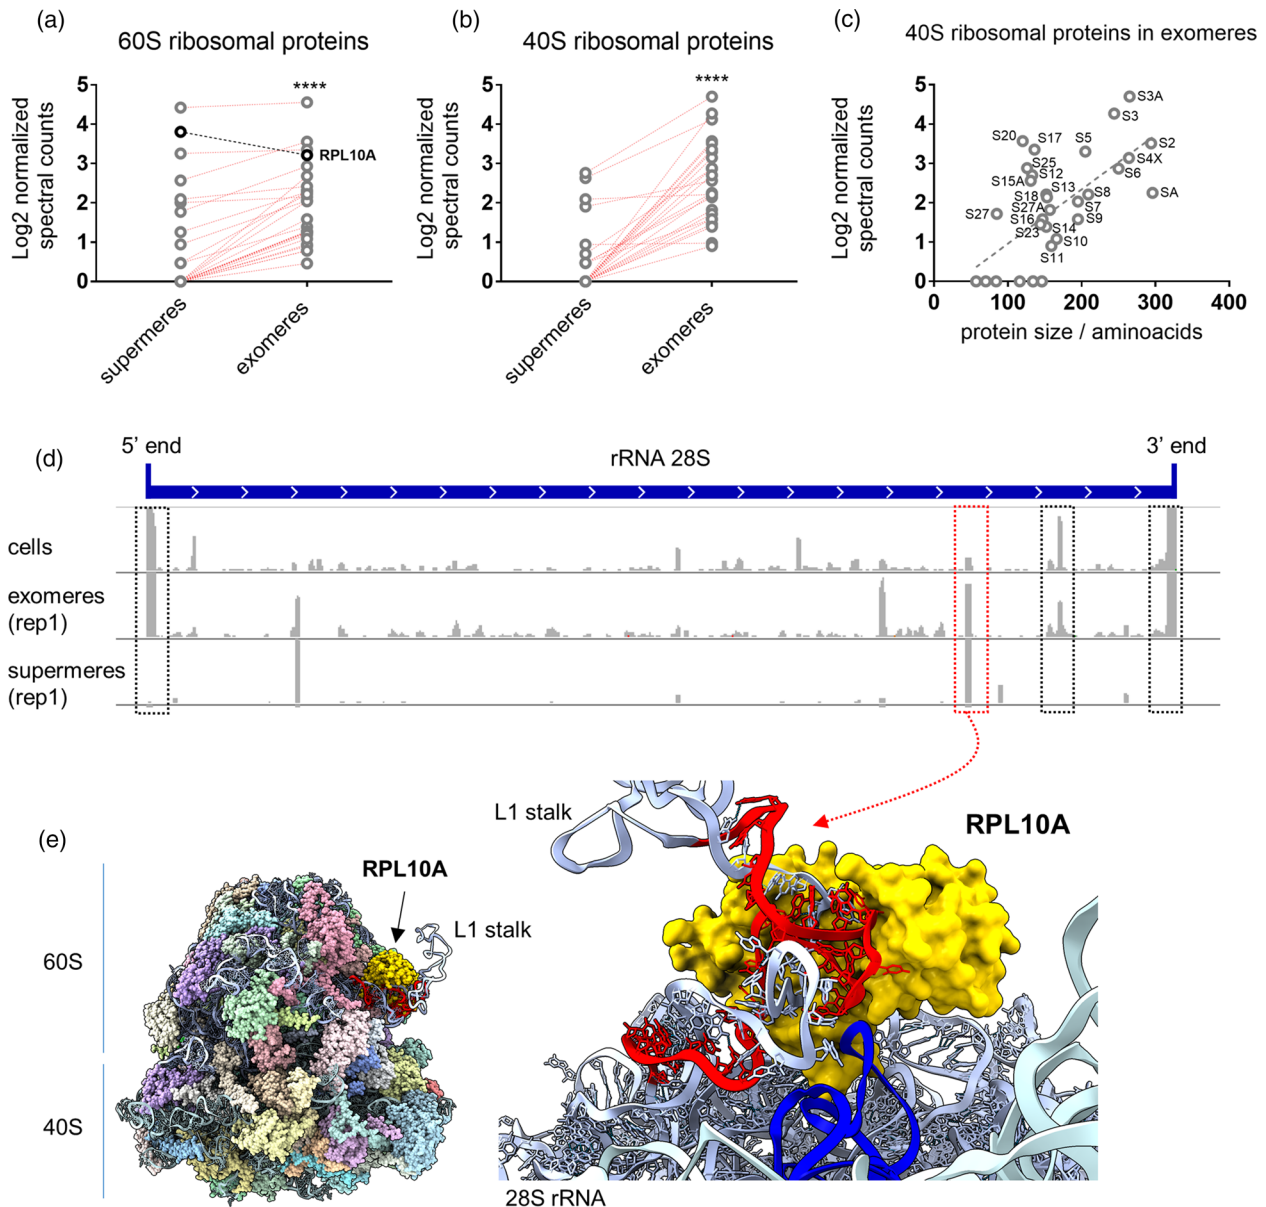 (a)
60S ribosomal proteins
Log2 normalized
spectral counts
5
4
3
2
1
0
****
RPL10A
supermeres
exomeres
(b)
40S ribosomal proteins
Log2 normalized
spectral counts
5
4
3
2
1
0
****
supermeres
exomeres
(c)
40S ribosomal proteins in exomeres
Log2 normalized
spectral counts
5
4
3
2
1
0
S3A
S3
S20
S17
S5
S2
S4X
S6
S25
S12
S15A
S13
S18
S8
SA
S27A
S7
S27
S16
S9
S23
S14
S10
S11
0
100
200
300
400
protein size / aminoacids
(d)
5' end
rRNA 28S
3' end
cells
exomeres
(rep1)
supermeres
(rep1)
(e)
RPL10A
L1 stalk
60S
40S
L1 stalk
RPL10A
28S rRNA